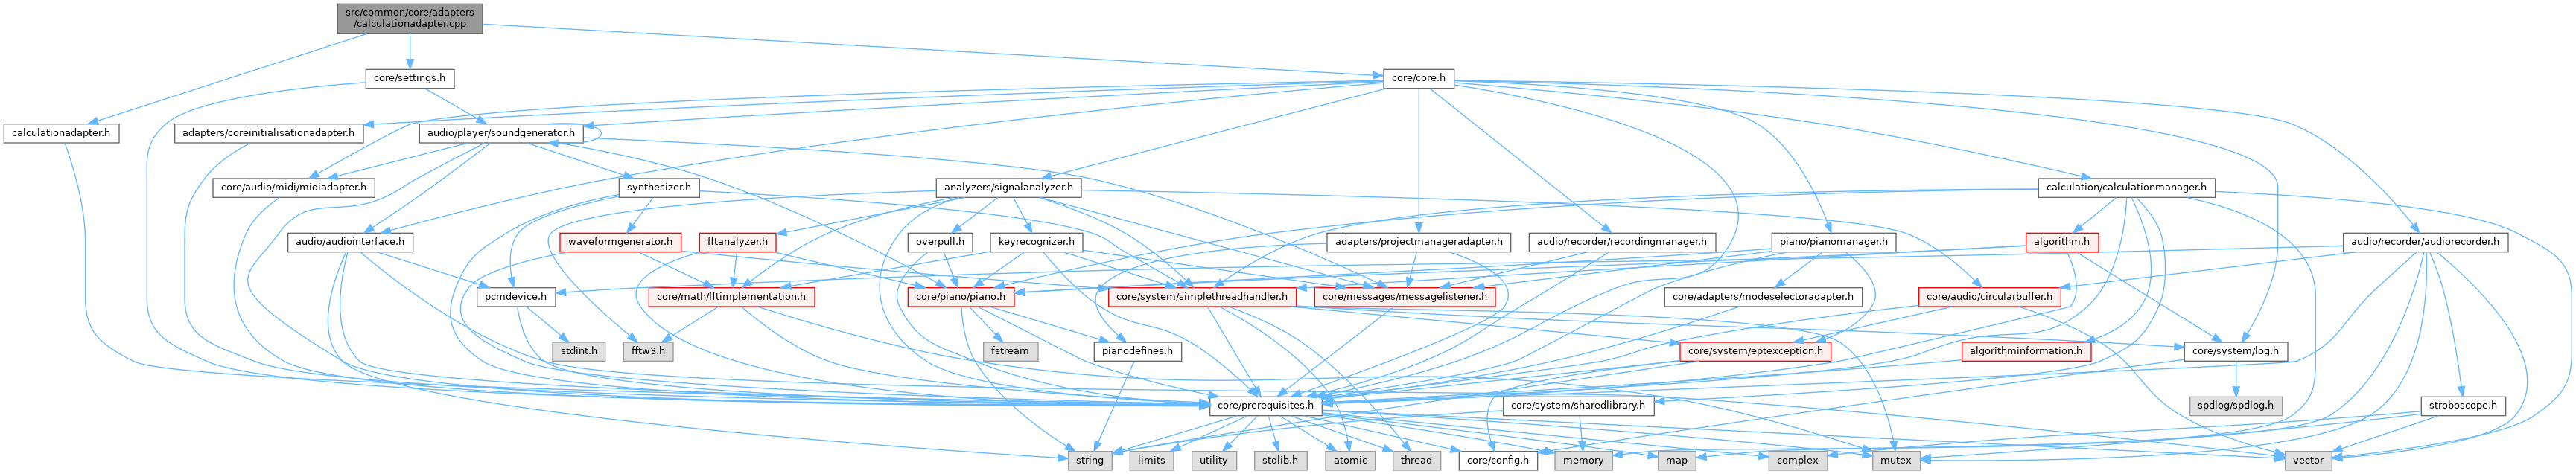 src/common/core/adapters
/calculationadapter.cpp
core/settings.h
core/core.h
calculationadapter.h
adapters/coreinitialisationadapter.h
audio/player/soundgenerator.h
core/audio/midi/midiadapter.h
synthesizer.h
analyzers/signalanalyzer.h
calculation/calculationmanager.h
audio/audiointerface.h
waveformgenerator.h
fftanalyzer.h
overpull.h
keyrecognizer.h
adapters/projectmanageradapter.h
audio/recorder/recordingmanager.h
piano/pianomanager.h
algorithm.h
audio/recorder/audiorecorder.h
pcmdevice.h
core/math/fftimplementation.h
core/piano/piano.h
core/system/simplethreadhandler.h
core/messages/messagelistener.h
core/adapters/modeselectoradapter.h
core/audio/circularbuffer.h
stdint.h
fftw3.h
fstream
pianodefines.h
core/system/eptexception.h
algorithminformation.h
core/system/log.h
core/prerequisites.h
core/system/sharedlibrary.h
spdlog/spdlog.h
stroboscope.h
string
limits
utility
stdlib.h
atomic
thread
core/config.h
memory
map
complex
mutex
vector